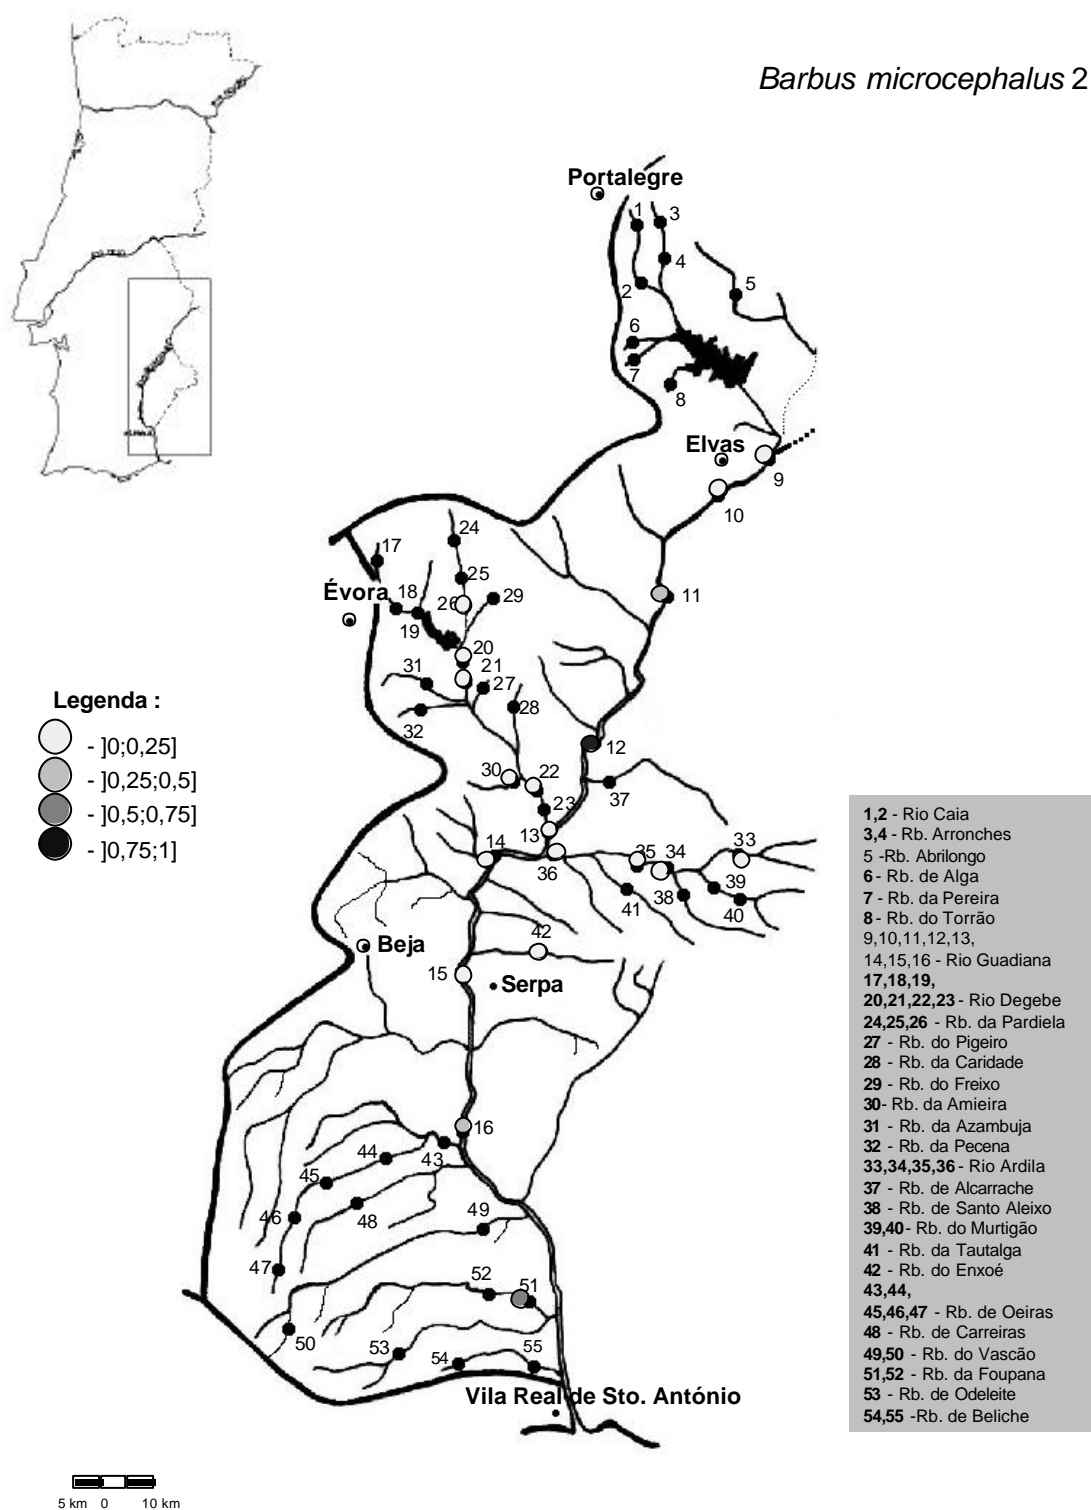 Barbus microcephalus 2
Portalegre
1
3
4
2
5
6
7
8
Elvas
9
10
24
17
25
Évora
18
26
29
11
19
20
21
31
27
Legenda :
28
32
- ]0;0,25]
12
- ]0,25;0,5]
30
22
37
- ]0,5;0,75]
23
- ]0,75;1]
13
14
36
35
34
33
39
41
38
40
42
Beja
15
Serpa
16
43
44
45
46
48
49
47
52
51
50
53
54
55
Vila Real de Sto. António
1,2 - Rio Caia
3,4 - Rb. Arronches
5 -Rb. Abrilongo
6 - Rb. de Alga
7 - Rb. da Pereira
8 - Rb. do Torrão
9,10,11,12,13,
14,15,16 - Rio Guadiana
17,18,19,
20,21,22,23 - Rio Degebe
24,25,26 - Rb. da Pardiela
27 - Rb. do Pigeiro
28 - Rb. da Caridade
29 - Rb. do Freixo
30- Rb. da Amieira
31 - Rb. da Azambuja
32 - Rb. da Pecena
33,34,35,36 - Rio Ardila
37 - Rb. de Alcarrache
38 - Rb. de Santo Aleixo
39,40- Rb. do Murtigão
41 - Rb. da Tautalga
42 - Rb. do Enxoé
43,44,
45,46,47 - Rb. de Oeiras
48 - Rb. de Carreiras
49,50 - Rb. do Vascão
51,52 - Rb. da Foupana
53 - Rb. de Odeleite
54,55 -Rb. de Beliche
5 km 0 10 km